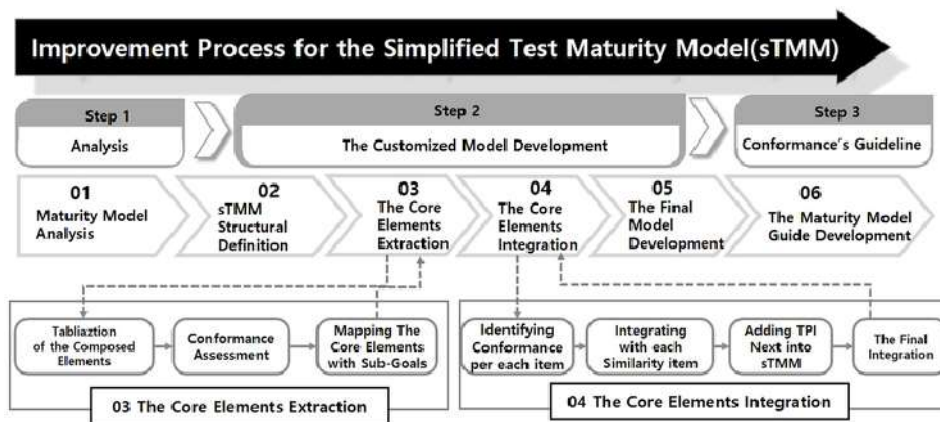 Improvement Process for the Simplified Test Maturity Model(sTMM)
Step 1
Analysis
Step 2
The Customized Model Development
Step 3
Conformance's Guideline
01
Maturity Model
Analysis
02
sTMM
Structural
Definition
03
The Core
Elements
Extraction
04
The Core
Elements
Integration
05
The Final
Model
Development
06
The Maturity Model
Guide Development
Tabliaztion
of the Composed
Elements
Conformance
Assessment
Mapping The
Core Elements
with Sub-Goals
03 The Core Elements Extraction
Identifying
Conformance
per each item
Integrating
with each
Similarity item
Adding TPI
Next into
sTMM
The Final
Integration
04 The Core Elements Integration